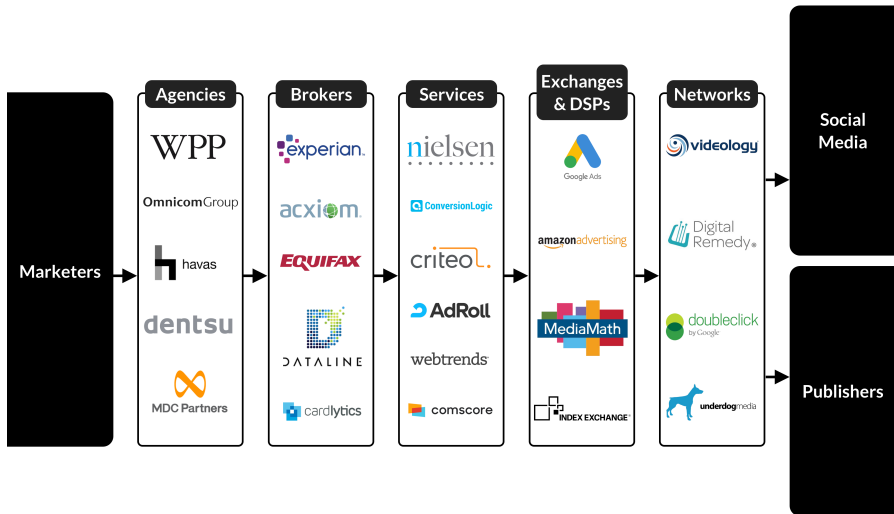 Marketers
Agencies
WPP
OmnicomGroup
havas
dentsu
MDC Partners
Brokers
experian™
acxiom®
EQUIFAX
DATALINE
cardlytics
Services
nielsen
ConversionLogic
criteo
AdRoll
webtrends
comscore
Exchanges
& DSPs
Google Ads
amazonadvertising
MediaMath
INDEX EXCHANGE
Networks
videology
Digital
Remedy®
doubleclick
by Google
underdogmedia
Social
Media
Publishers